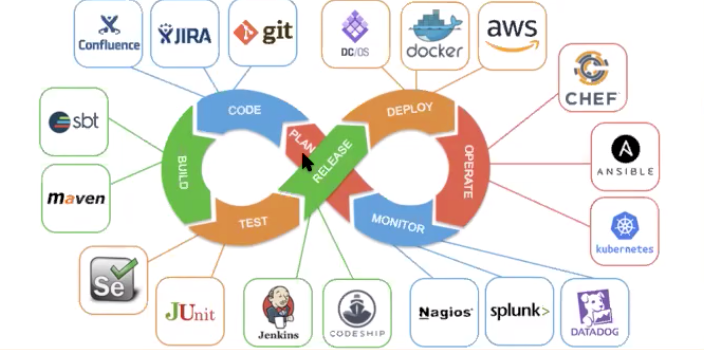 Confluence
JIRA
git
DC/OS
docker
aws
CHEF
sbt
CODE
DEPLOY
PLAN
RELEASE
BUILD
OPERATE
ANSIBLE
maven
TEST
MONITOR
kubernetes
Se
JUnit
Jenkins
CODESHIP
Nagios
splunk>
DATADOG